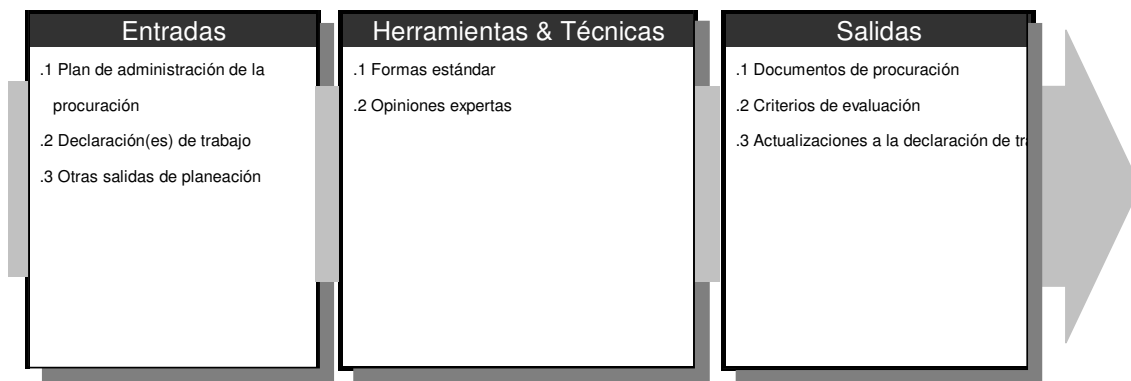 Entradas
.1 Plan de administración de la
procuración
.2 Declaración(es) de trabajo
.3 Otras salidas de planeación
Herramientas & Técnicas
.1 Formas estándar
.2 Opiniones expertas
Salidas
.1 Documentos de procuración
.2 Criterios de evaluación
.3 Actualizaciones a la declaración de